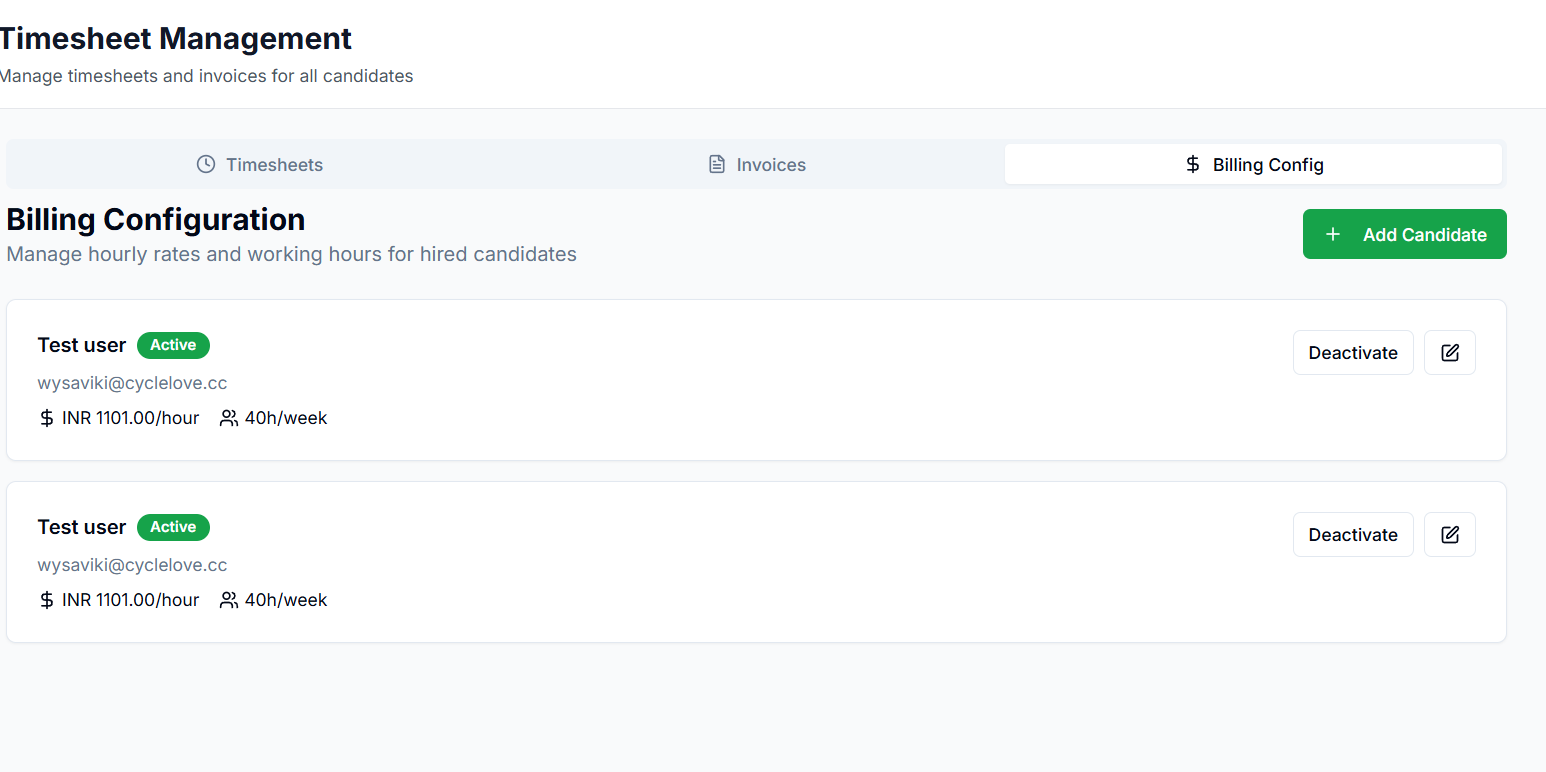 Timesheet Management
Manage timesheets and invoices for all candidates
Timesheets
Invoices
$ Billing Config
Billing Configuration
Manage hourly rates and working hours for hired candidates
+ Add Candidate
Test user Active
Deactivate
wysaviki@cyclelove.cc
$ INR 1101.00/hour 40h/week
Test user Active
Deactivate
wysaviki@cyclelove.cc
$ INR 1101.00/hour 40h/week